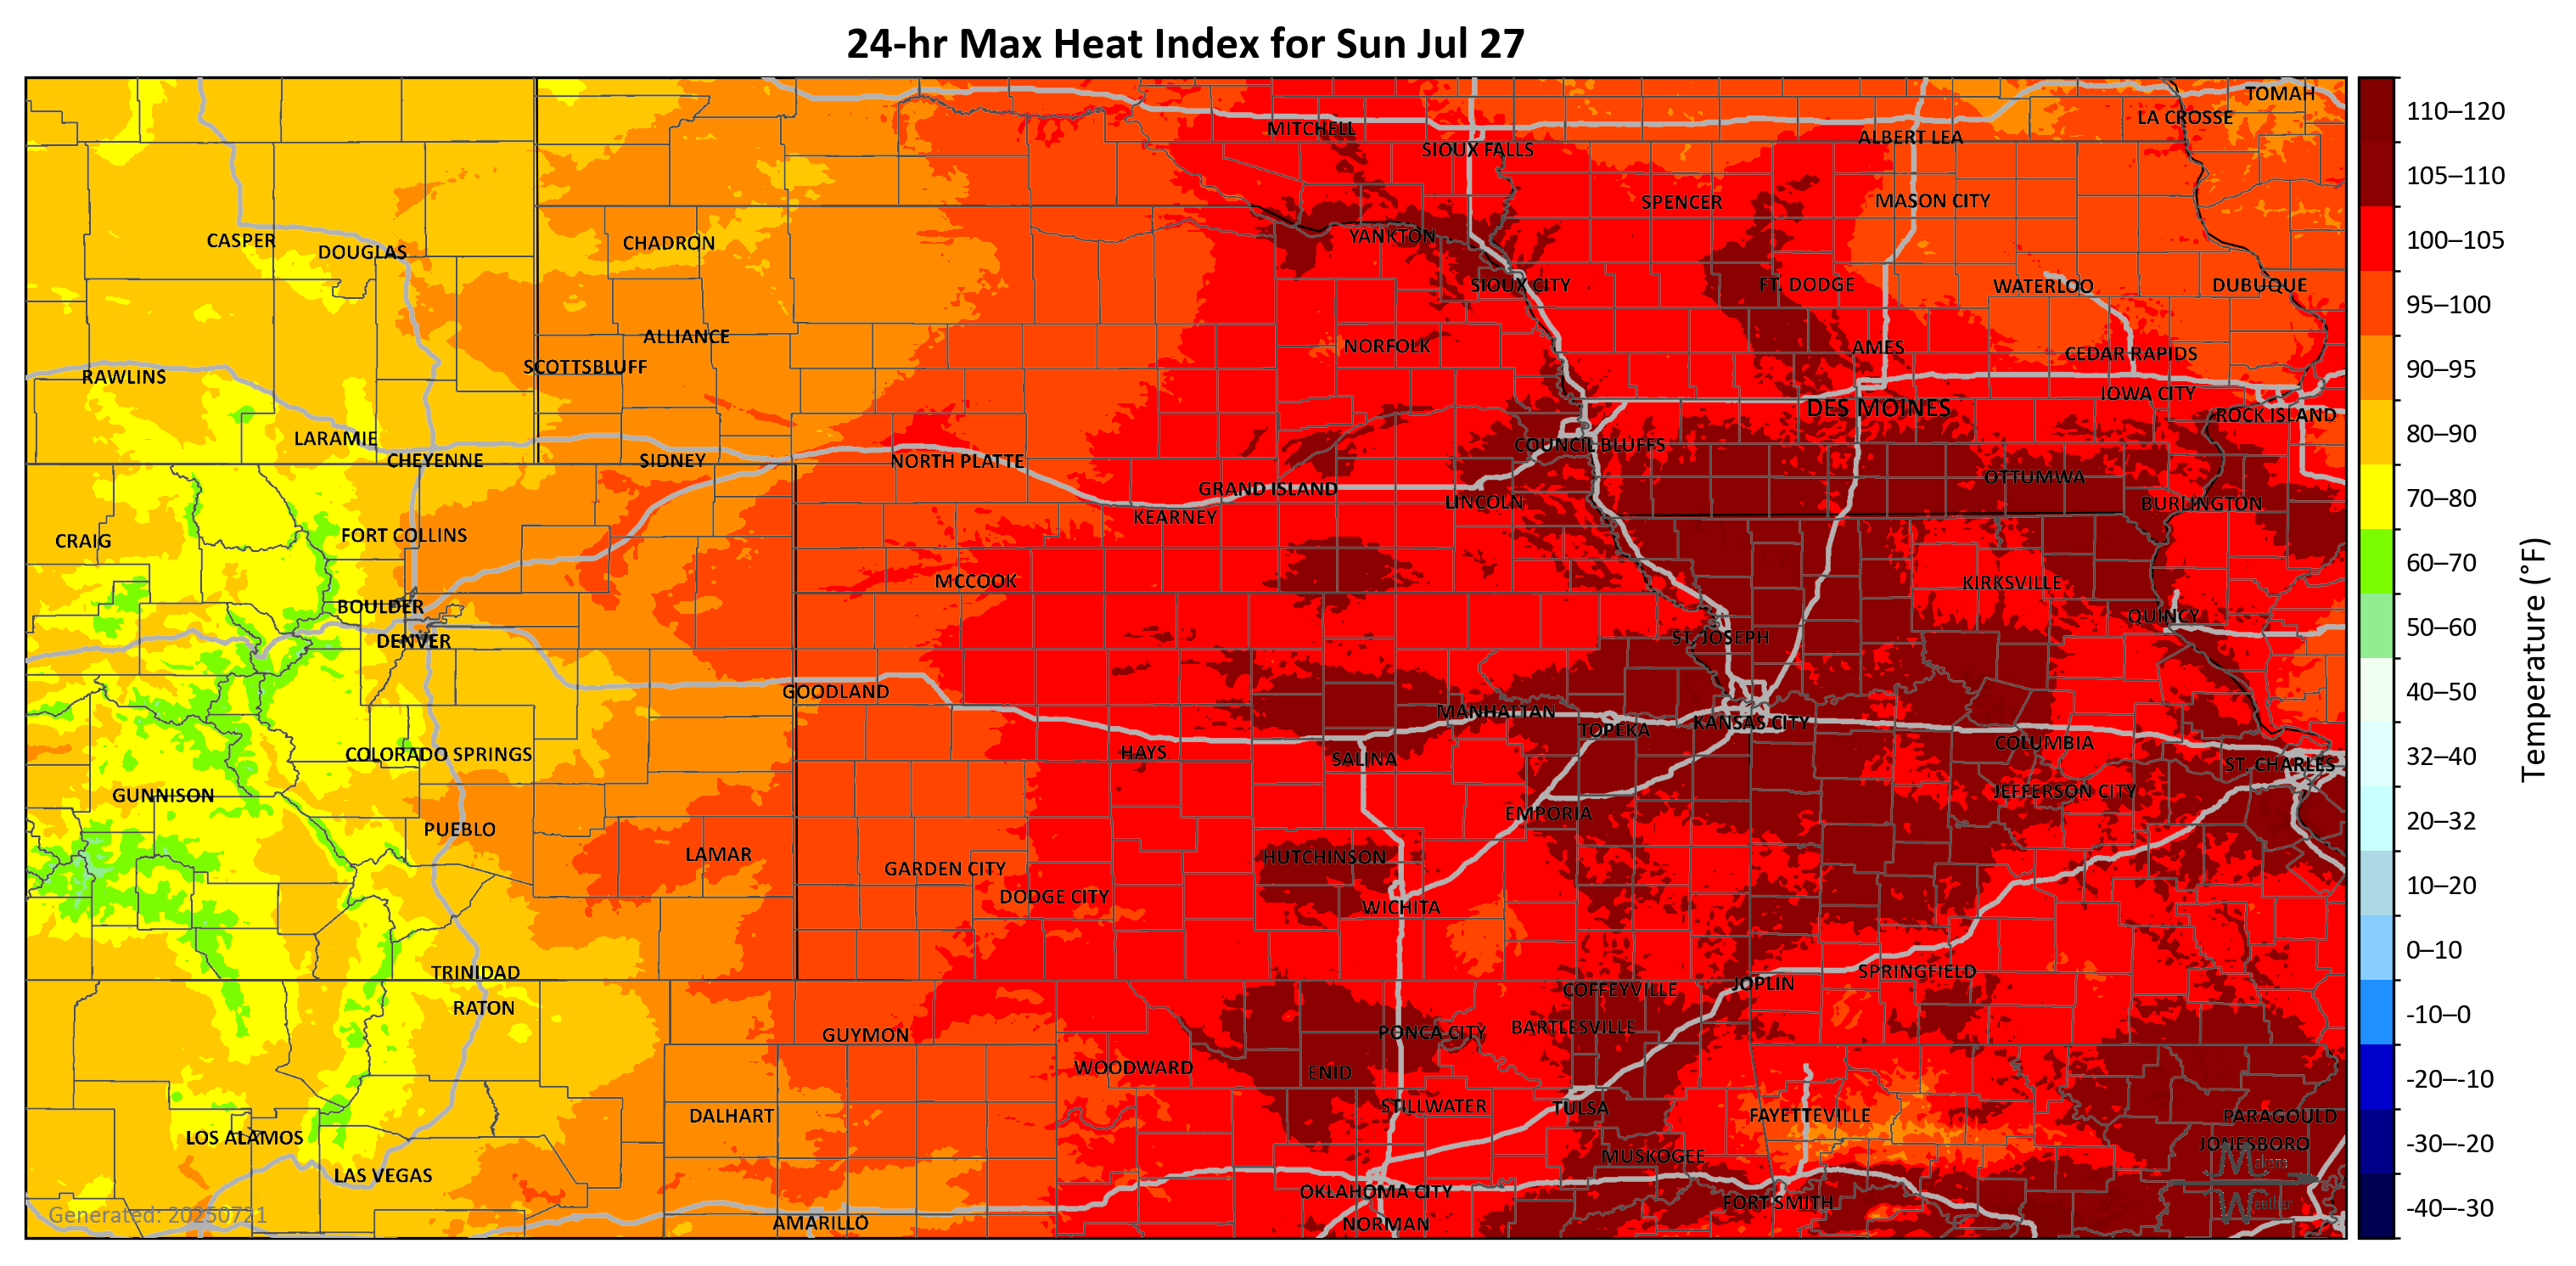 24-hr Max Heat Index for Sun Jul 27
TOMAH
LA CROSSE
MITCHELL
ALBERT LEA
SIOUX FALLS
SPENCER
MASON CITY
YANKTON
CASPER
DOUGLAS
CHADRON
SIOUX CITY
FT. DODGE
WATERLOO
DUBUQUE
ALLIANCE
NORFOLK
AMES
CEDAR RAPIDS
SCOTTSBLUFF
RAWLINS
IOWA CITY
DES MOINES
ROCK ISLAND
LARAMIE
COUNCIL BLUFFS
CHEYENNE
SIDNEY
NORTH PLATTE
OTTUMWA
GRAND ISLAND
LINCOLN
BURLINGTON
KEARNEY
FORT COLLINS
CRAIG
MCCOOK
KIRKSVILLE
BOULDER
QUINCY
DENVER
ST. JOSEPH
GOODLAND
MANHATTAN
KANSAS CITY
TOPEKA
COLUMBIA
COLORADO SPRINGS
HAYS
SALINA
ST. CHARLES
GUNNISON
JEFFERSON CITY
EMPORIA
PUEBLO
LAMAR
HUTCHINSON
GARDEN CITY
DODGE CITY
WICHITA
TRINIDAD
SPRINGFIELD
JOPLIN
COFFEYVILLE
RATON
BARTLESVILLE
GUYMON
PONCA CITY
WOODWARD
ENID
STILLWATER
TULSA
DALHART
FAYETTEVILLE
PARAGOULD
LOS ALAMOS
JONESBORO
MUSKOGEE
LAS VEGAS
OKLAHOMA CITY
FORT SMITH
AMARILLO
NORMAN
Makens
Weather
Generated: 20250721
110–120
105–110
100–105
95–100
90–95
80–90
70–80
60–70
50–60
40–50
32–40
20–32
10–20
0–10
-10–0
-20–-10
-30–-20
-40–-30
Temperature (°F)